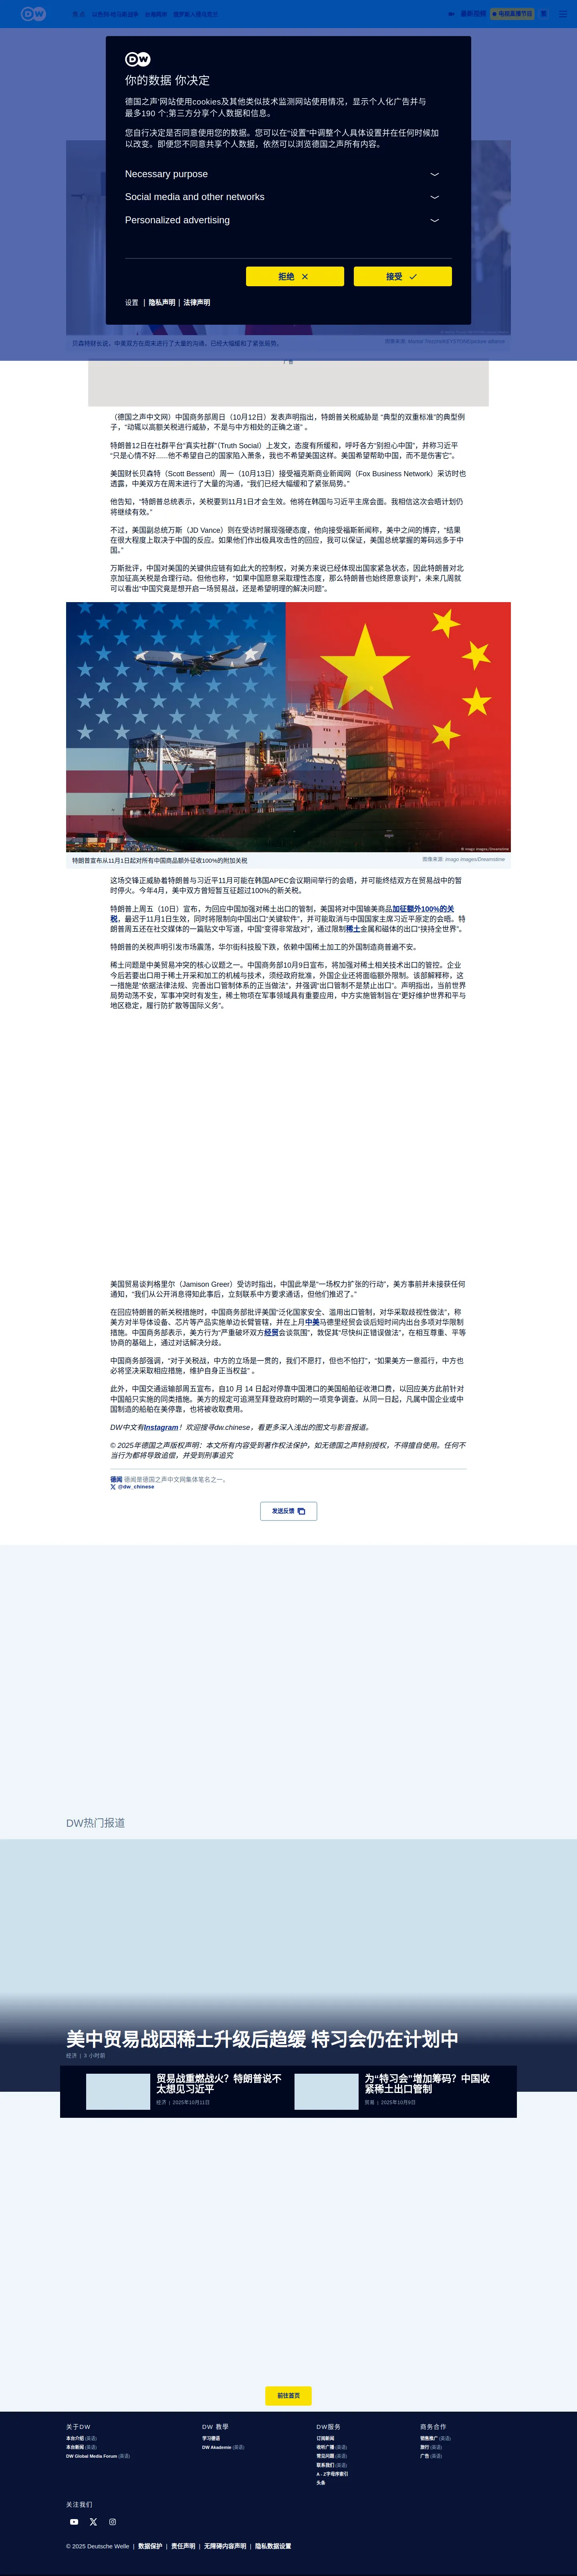 DW
最新视频
电视直播节目
DW
你的数据 你决定
德国之声'网站使用cookies及其他类似技术监测网站使用情况，显示个人化广告并与
最多190 个;第三方分享个人数据和信息。
您自行决定是否同意使用您的数据。您可以在“设置”中调整个人具体设置并在任何时候加
以改变。即便您不同意共享个人数据，依然可以浏览德国之声所有内容。
Necessary purpose
Social media and other networks
Personalized advertising
拒绝
接受
设置 | 隐私声明 | 法律声明
贝森特财长说，中美双方在周末进行了大量的沟通，已经大幅缓和了紧张局势。
广告
（德国之声中文网）中国商务部周日（10月12日）发表声明指出，特朗普关税威胁是 “典型的双重标准”的典型例
子，“动辄以高额关税进行威胁，不是与中方相处的正确之道” 。
特朗普12日在社群平台“真实社群”（Truth Social）上发文，态度有所缓和，呼吁各方“别担心中国”，并称习近平
“只是心情不好......他不希望自己的国家陷入萧条，我也不希望美国这样。美国希望帮助中国，而不是伤害它”。
美国财长贝森特（Scott Bessent）周一（10月13日）接受福克斯商业新闻网（Fox Business Network）采访时也
透露，中美双方在周末进行了大量的沟通，“我们已经大幅缓和了紧张局势。”
他告知，“特朗普总统表示，关税要到11月1日才会生效。他将在韩国与习近平主席会面。我相信这次会晤计划仍
将继续有效。”
不过，美国副总统万斯（JD Vance）则在受访时展现强硬态度，他向接受福斯新闻称，美中之间的博弈，“结果
在很大程度上取决于中国的反应。如果他们作出极具攻击性的回应，我可以保证，美国总统掌握的筹码远多于中
国。”
万斯批评，中国对美国的关键供应链有如此大的控制权，对美方来说已经体现出国家紧急状态，因此特朗普对北
京加征高关税是合理行动。但他也称，“如果中国愿意采取理性态度，那么特朗普也始终愿意谈判”，未来几周就
可以看出“中国究竟是想开启一场贸易战，还是希望明理的解决问题”。
© imago images/Dreamstime
特朗普宣布从11月1日起对所有中国商品额外征收100%的附加关税
图像来源: imago images/Dreamstime
这场交锋正威胁着特朗普与习近平11月可能在韩国APEC会议期间举行的会晤，并可能终结双方在贸易战中的暂
时停火。今年4月，美中双方曾短暂互征超过100%的新关税。
特朗普上周五（10日）宣布，为回应中国加强对稀土出口的管制，美国将对中国输美商品加征额外100%的关
税，最迟于11月1日生效，同时将限制向中国出口“关键软件”，并可能取消与中国国家主席习近平原定的会晤。特
朗普周五还在社交媒体的一篇贴文中写道，中国“变得非常敌对”，通过限制稀土金属和磁体的出口“挟持全世界”。
特朗普的关税声明引发市场震荡，华尔街科技股下跌，依赖中国稀土加工的外国制造商普遍不安。
稀土问题是中美贸易冲突的核心议题之一。中国商务部10月9日宣布，将加强对稀土相关技术出口的管控。企业
今后若要出口用于稀土开采和加工的机械与技术，须经政府批准，外国企业还将面临额外限制。该部解释称，这
一措施是“依据法律法规、完善出口管制体系的正当做法”，并强调“出口管制不是禁止出口”。声明指出，当前世界
局势动荡不安，军事冲突时有发生，稀土物项在军事领域具有重要应用，中方实施管制旨在“更好维护世界和平与
地区稳定，履行防扩散等国际义务”。
美国贸易谈判格里尔（Jamison Greer）受访时指出，中国此举是“一场权力扩张的行动”，美方事前并未接获任何
通知，“我们从公开消息得知此事后，立刻联系中方要求通话，但他们推迟了。”
在回应特朗普的新关税措施时，中国商务部批评美国“泛化国家安全、滥用出口管制，对华采取歧视性做法”，称
美方对半导体设备、芯片等产品实施单边长臂管辖，并在上月中美马德里经贸会谈后短时间内出台多项对华限制
措施。中国商务部表示，美方行为“严重破坏双方经贸会谈氛围”，敦促其“尽快纠正错误做法”，在相互尊重、平等
协商的基础上，通过对话解决分歧。
中国商务部强调，“对于关税战，中方的立场是一贯的，我们不愿打，但也不怕打”，“如果美方一意孤行，中方也
必将坚决采取相应措施，维护自身正当权益” 。
此外，中国交通运输部周五宣布，自10 月 14 日起对停靠中国港口的美国船舶征收港口费，以回应美方此前针对
中国船只实施的同类措施。美方的规定可追溯至拜登政府时期的一项竞争调查。从同一日起，凡属中国企业或中
国制造的船舶在美停靠，也将被收取费用。
DW中文有Instagram！欢迎搜寻dw.chinese，看更多深入浅出的图文与影音报道。
© 2025年德国之声版权声明：本文所有内容受到著作权法保护，如无德国之声特别授权，不得擅自使用。任何不
当行为都将导致追偿，并受到刑事追究
德闻 德闻是德国之声中文网集体笔名之一。
@dw_chinese
发送反馈
DW热门报道
美中贸易战因稀土升级后趋缓 特习会仍在计划中
经济 | 3 小时前
贸易战重燃战火？特朗普说不
太想见习近平
经济 | 2025年10月11日
为“特习会”增加筹码？中国收
紧稀土出口管制
贸易 | 2025年10月9日
前往首页
关于DW
本台介绍 (英语)
本台新闻 (英语)
DW Global Media Forum (英语)
DW 教學
学习德语
DW Akademie (英语)
DW服务
订阅新闻
收听广播 (英语)
常见问题 (英语)
联系我们 (英语)
A - Z字母序索引
头条
商务合作
销售推广 (英语)
旅行 (英语)
广告 (英语)
关注我们
© 2025 Deutsche Welle | 数据保护 | 责任声明 | 无障碍内容声明 | 隐私数据设置